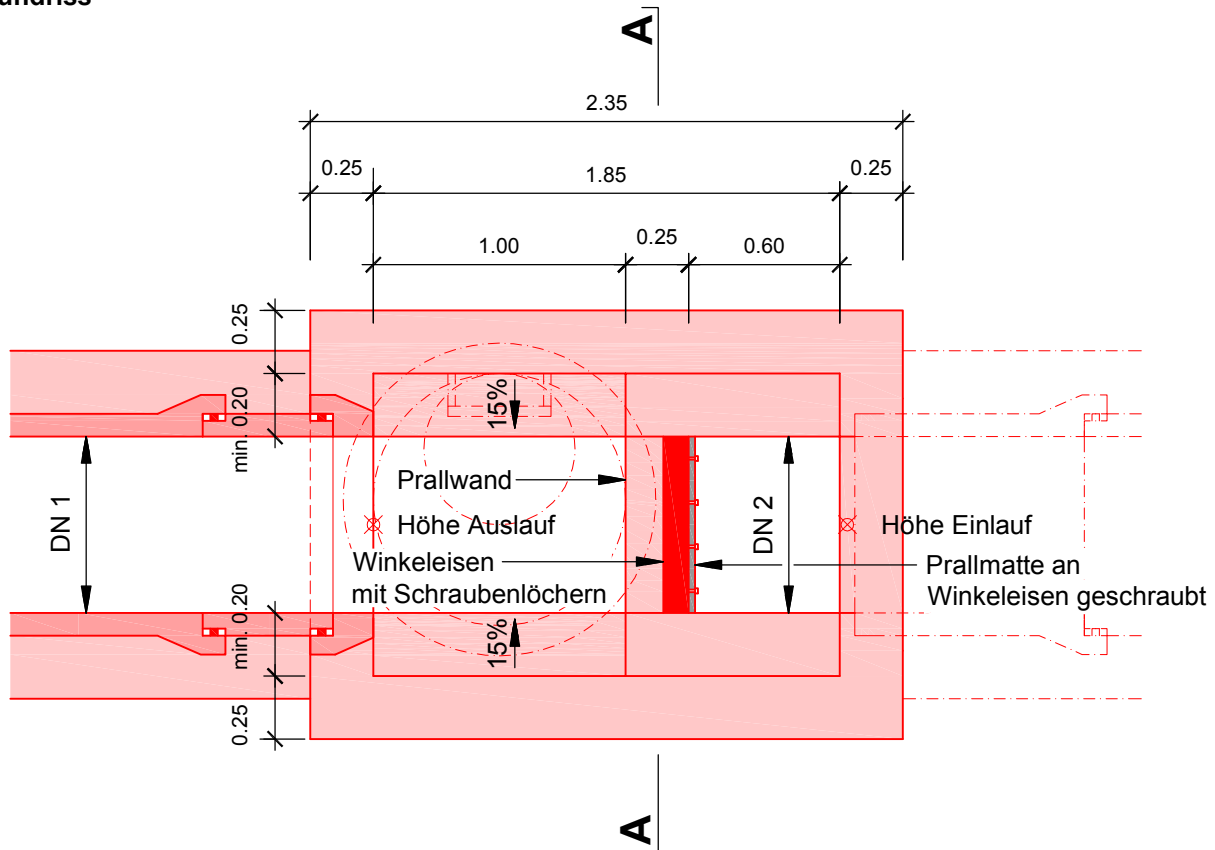 A
2.35
0.25
1.85
0.25
1.00
0.25
0.60
0.25
min. 0.20
15%
Prallwand
DN 1
DN 2
Höhe Auslauf
Höhe Einlauf
Winkeleisen
mit Schraubenlöchern
Prallmatte an
Winkeleisen geschraubt
min. 0.20
15%
0.25
A